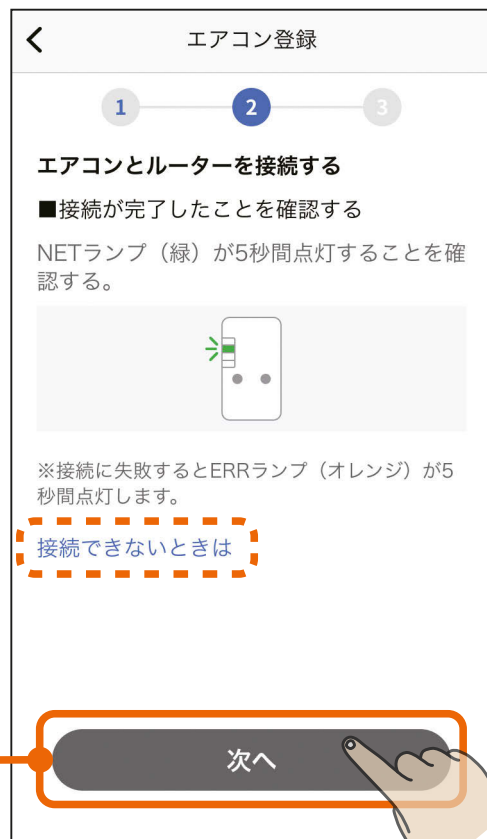 エアコン登録
1 2 3
エアコンとルーターを接続する
■接続が完了したことを確認する
NETランプ（緑）が5秒間点灯することを確
認する。
※接続に失敗するとERRランプ（オレンジ）が5
秒間点灯します。
接続できないときは
次へ